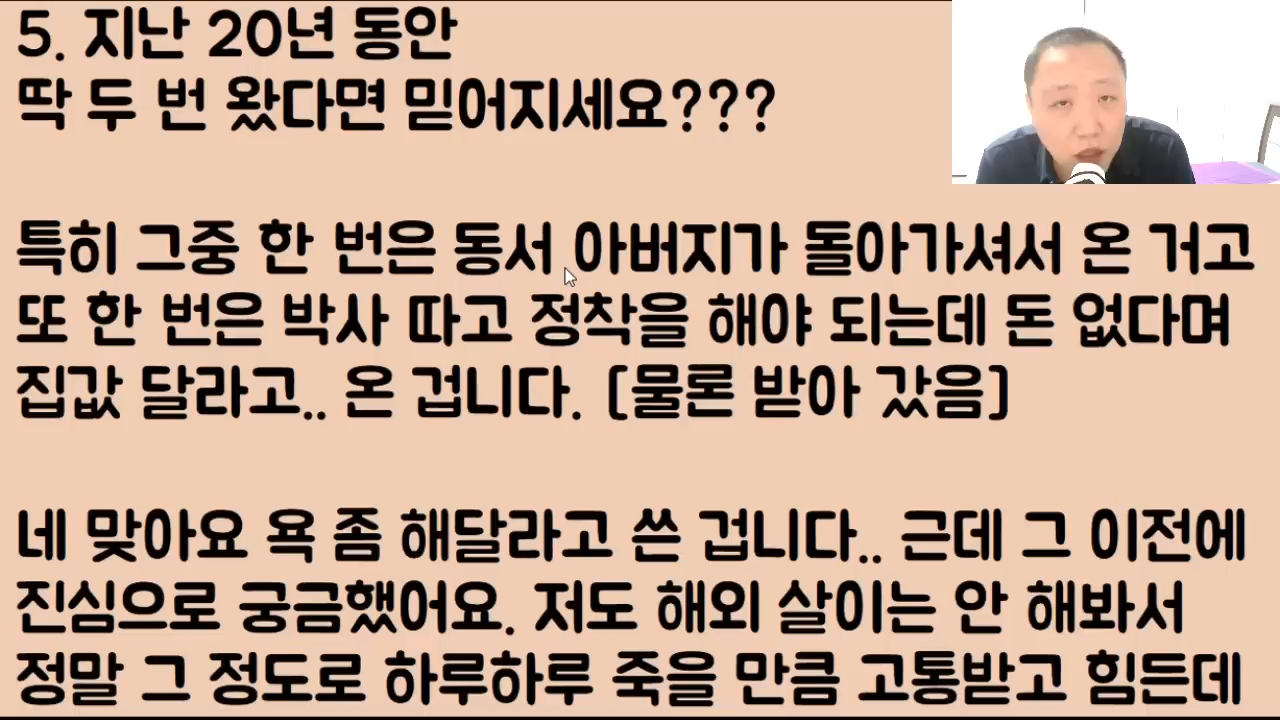 5. 지난 20년 동안
딱 두 번 왔다면 믿어지세요???
특히 그중 한 번은 동서 아버지가 돌아가셔서 온 거고
또 한 번은 박사 따고 정착을 해야 되는데 돈 없다며
집값 달라고.. 온 겁니다. [물론 받아 갔음]
네 맞아요 욕 좀 해달라고 쓴 겁니다.. 근데 그 이전에
진심으로 궁금했어요. 저도 해외 살이는 안 해봐서
정말 그 정도로 하루하루 죽을 만큼 고통받고 힘든데